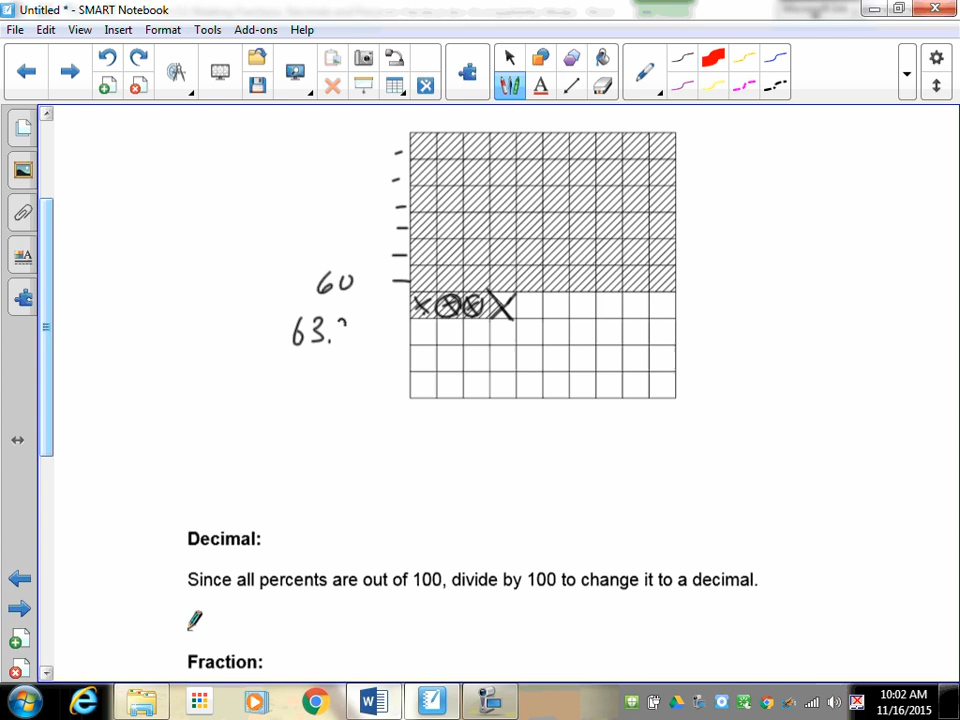 Untitled * - SMART Notebook
File Edit View Insert Format Tools Add-ons Help
60
63.
Decimal:
Since all percents are out of 100, divide by 100 to change it to a decimal.
Fraction:
10:02 AM
11/16/2015